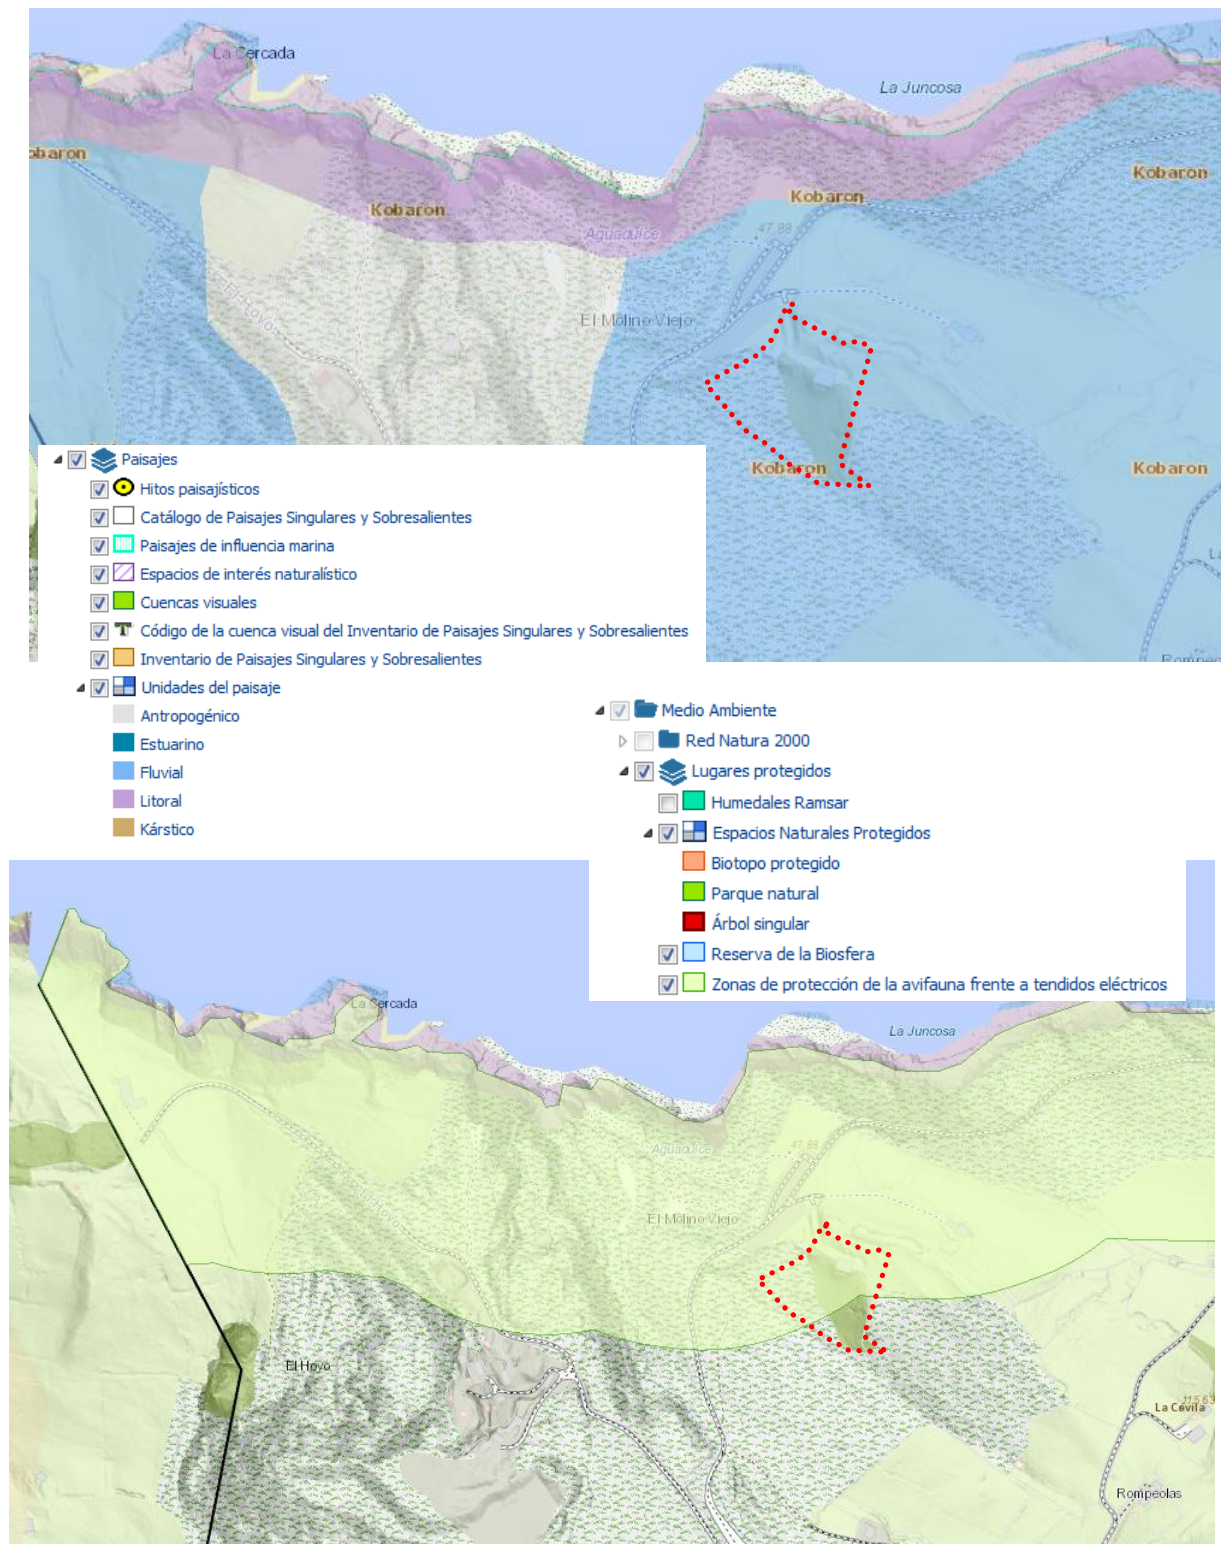 La Cercada
La Juncosa
obaron
Kobaron
Kobaron
Kobaron
Aguaduice
47,88
El Hoyo
El Molino Viejo
Kobaron
Kobaron
Paisajes
Hitos paisajísticos
Catálogo de Paisajes Singulares y Sobresalientes
Paisajes de influencia marina
Espacios de interés naturalístico
Cuencas visuales
Código de la cuenca visual del Inventario de Paisajes Singulares y Sobresalientes
Inventario de Paisajes Singulares y Sobresalientes
Unidades del paisaje
Antropogénico
Estuarino
Fluvial
Litoral
Kárstico
Medio Ambiente
Red Natura 2000
Lugares protegidos
Humedales Ramsar
Espacios Naturales Protegidos
Biotopo protegido
Parque natural
Árbol singular
Reserva de la Biosfera
Zonas de protección de la avifauna frente a tendidos eléctricos
La Cercada
La Juncosa
Aguaduice
47,88
El Hoyo
El Molino Viejo
El Hoyo
La Cevila
Rompeolas